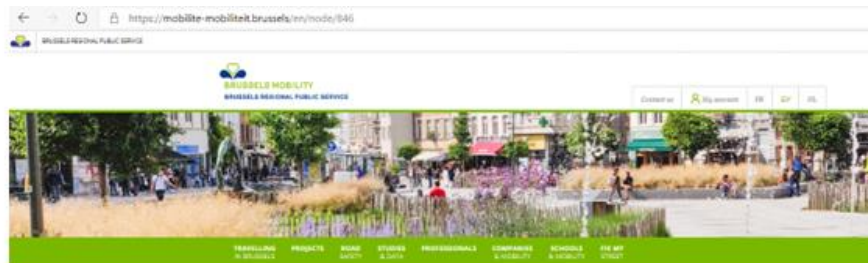 https://mobilite-mobiliteit.brussels/en/node/846
BRUSSELS REGIONAL PUBLIC SERVICE
BRUSSELS MOBILITY
BRUSSELS REGIONAL PUBLIC SERVICE
Contact us My account FR EN NL
TRAVELLING PROJECTS ROAD STUDIES PROFESSIONALS COMPANIES SCHOOLS FIX MY
IN BRUSSELS SAFETY & DATA & MOBILITY & MOBILITY STREET